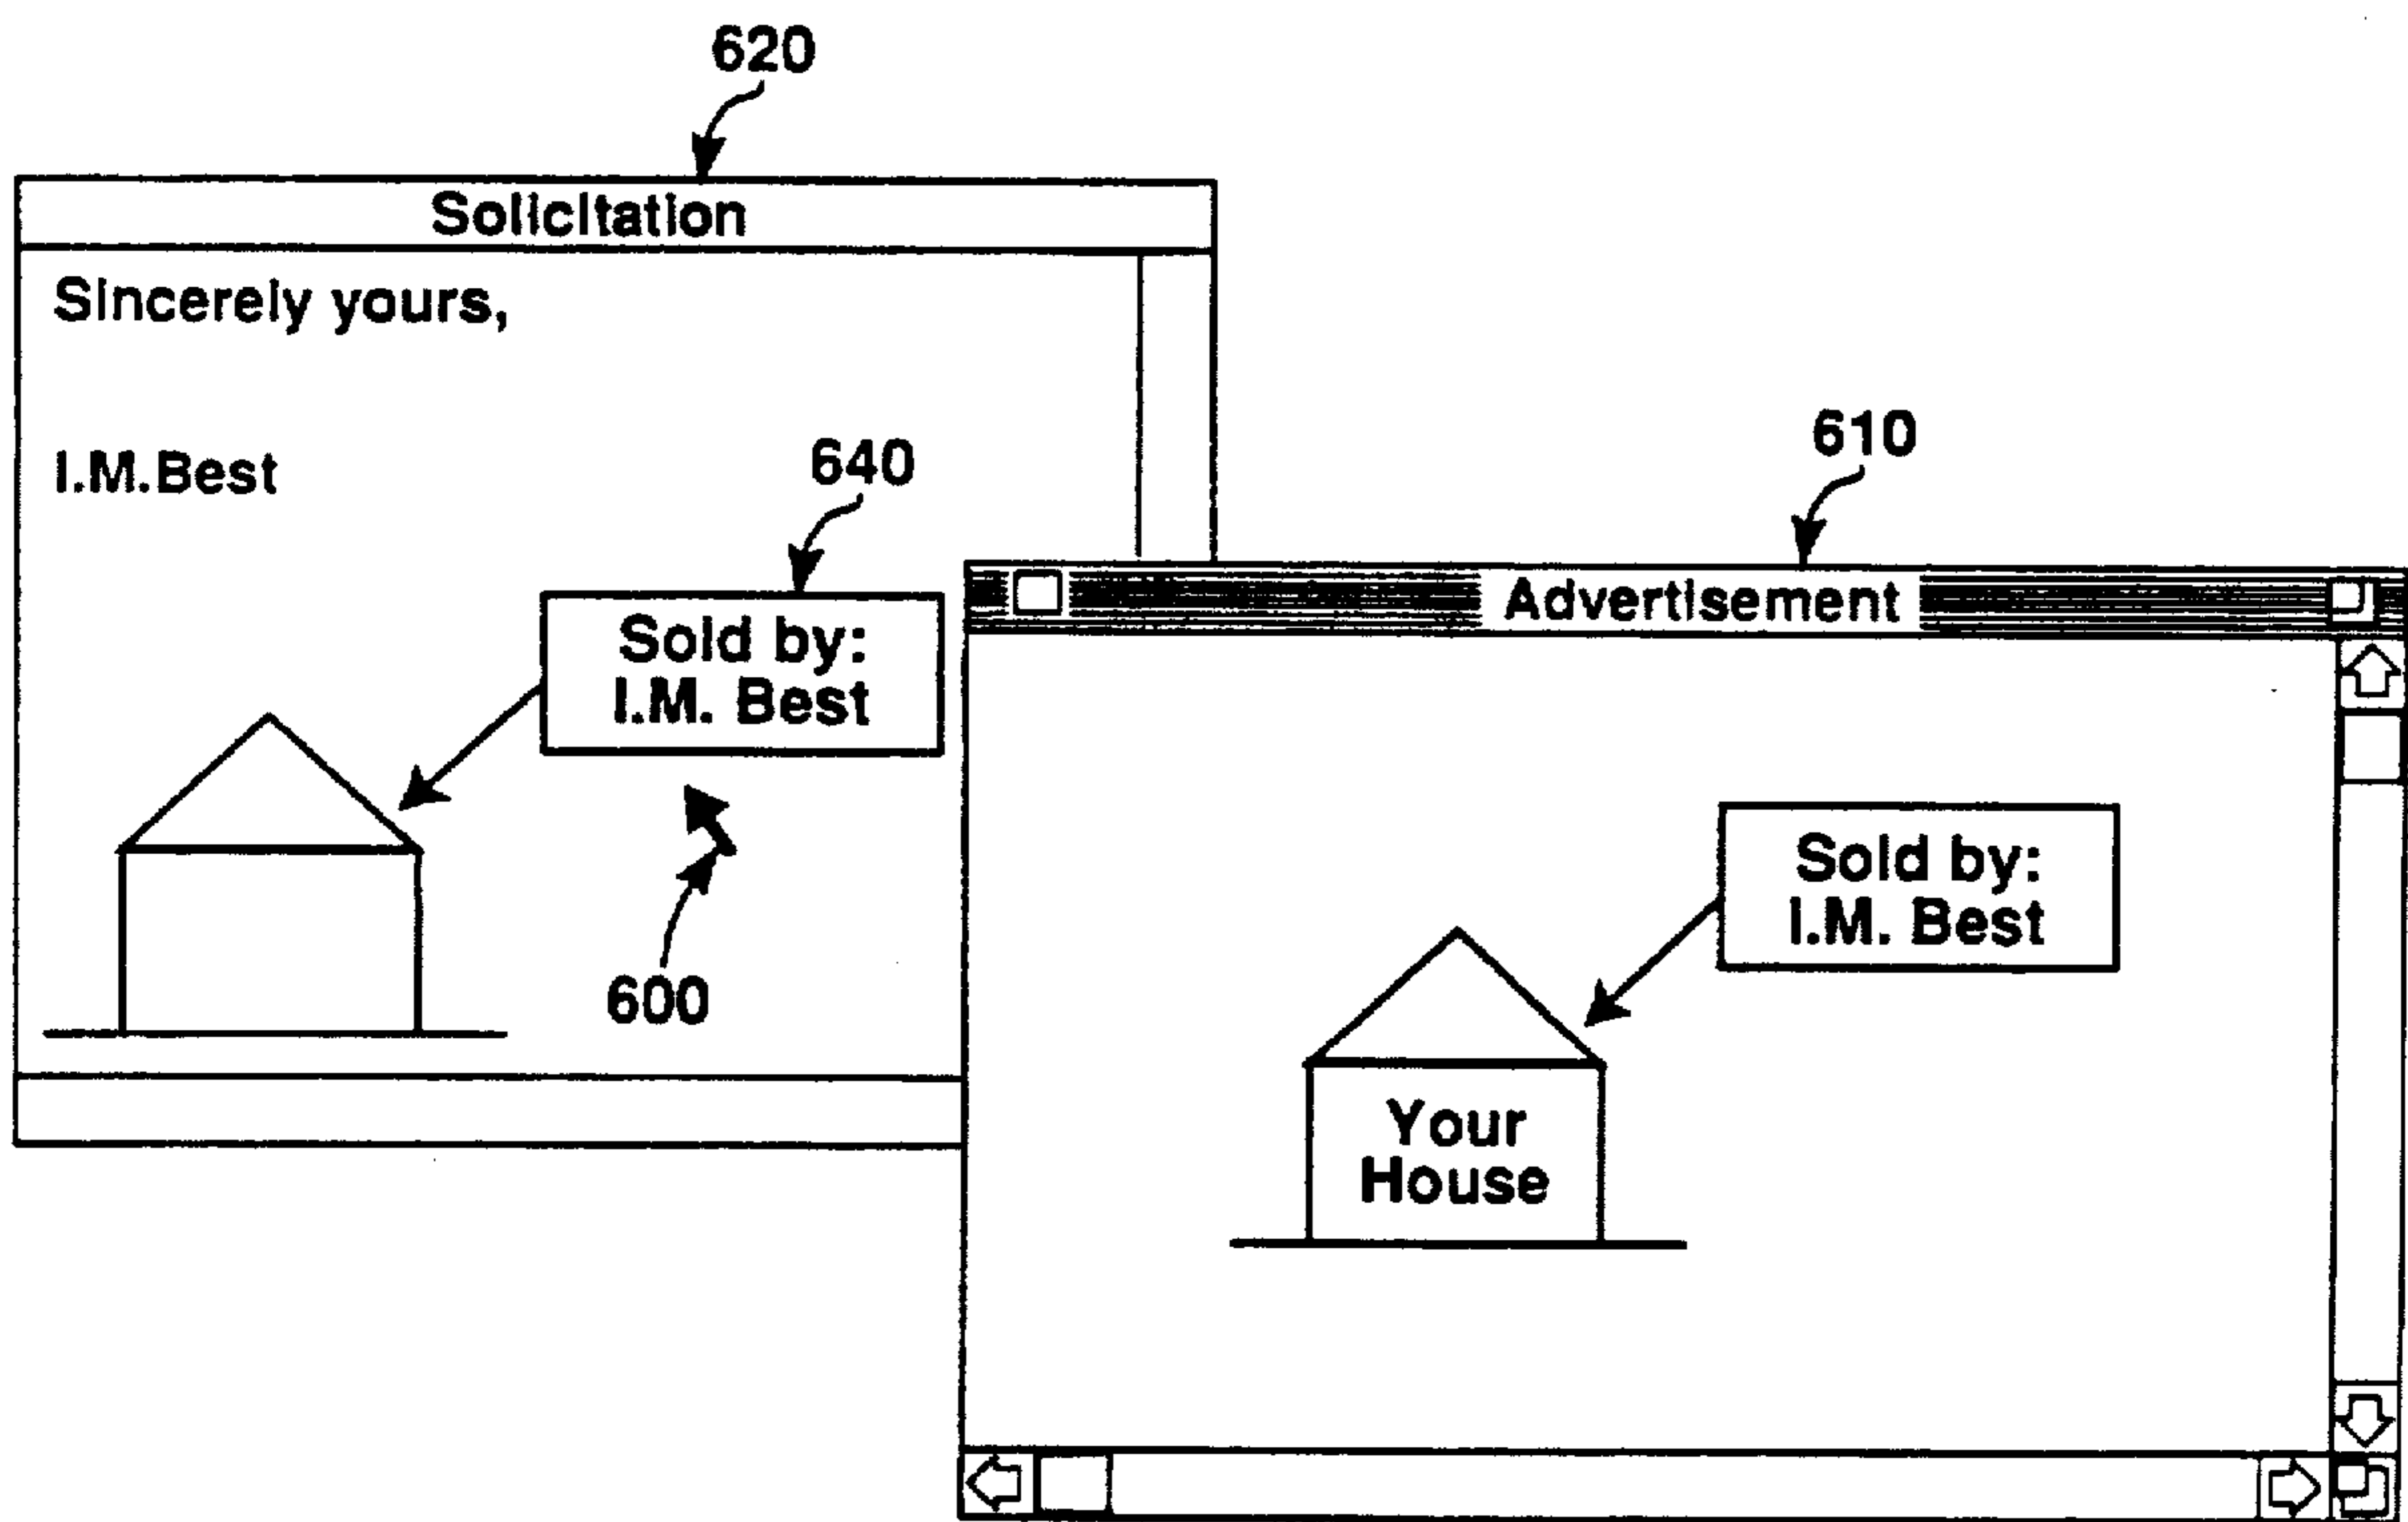 620
Solicitation
Sincerely yours,
I.M.Best
640
Sold by:
I.M. Best
600
610
Advertisement
Sold by:
I.M. Best
Your
House